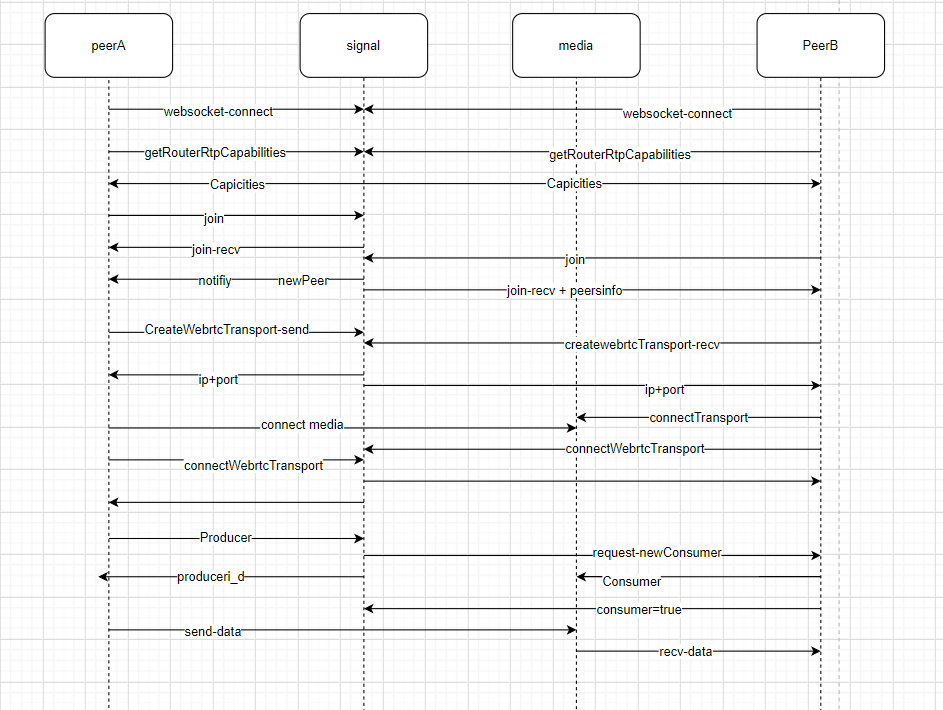 peerA
signal
media
PeerB
websocket-connect
websocket-connect
getRouterRtpCapabilities
getRouterRtpCapabilities
Capicities
Capicities
join
join-recv
join
notifiy newPeer
join-recv + peersinfo
CreateWebrtcTransport-send
createwebrtcTransport-recv
ip+port
ip+port
connectTransport
connect media
connectWebrtcTransport
connectWebrtcTransport
Producer
request-newConsumer
produceri_d
Consumer
consumer=true
send-data
recv-data